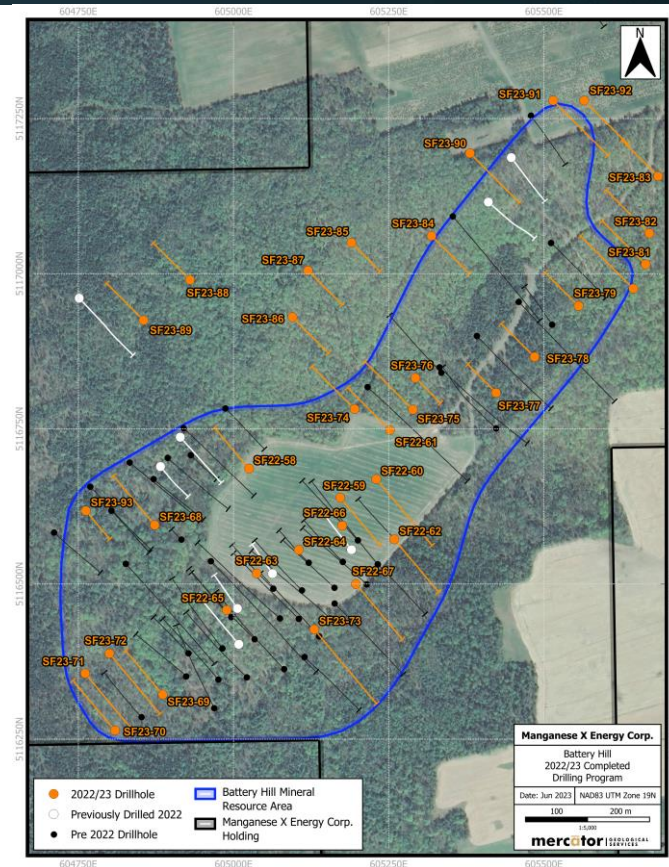 604750E 605000E 605250E 605500E
N
SF23-91
SF23-92
5117250N
5117250N
SF23-90
SF23-83
SF23-84
SF23-82
SF23-85
SF23-81
SF23-87
5117000N
5117000N
SF23-88
SF23-79
SF23-86
SF23-89
SF23-78
SF23-76
SF23-77
SF23-74
SF23-75
5116750N
5116750N
SF22-61
SF22-58
SF22-60
SF22-59
SF23-93
SF23-68
SF22-66
SF22-62
SF22-64
5116500N
5116500N
SF22-63
SF22-67
SF22-65
SF23-73
SF23-72
SF23-71
SF23-69
SF23-70
5116250N
5116250N
Manganese X Energy Corp.
Battery Hill
2022/23 Completed
Drilling Program
Date: Jun 2023 NAD83 UTM Zone 19N
100 200 m
1:5,000
mercator GEOLOGICAL SERVICES
2022/23 Drillhole
Previously Drilled 2022
Pre 2022 Drillhole
Battery Hill Mineral
Resource Area
Manganese X Energy Corp.
Holding
604750E 605000E 605250E 605500E